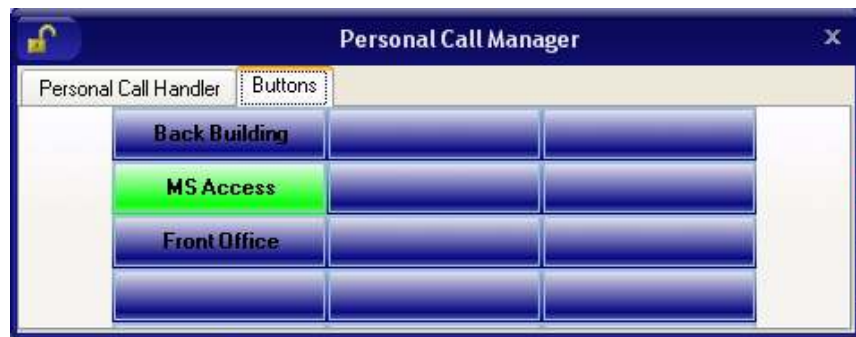 Personal Call Manager x
Personal Call Handler Buttons
Back Building
MS Access
Front Office